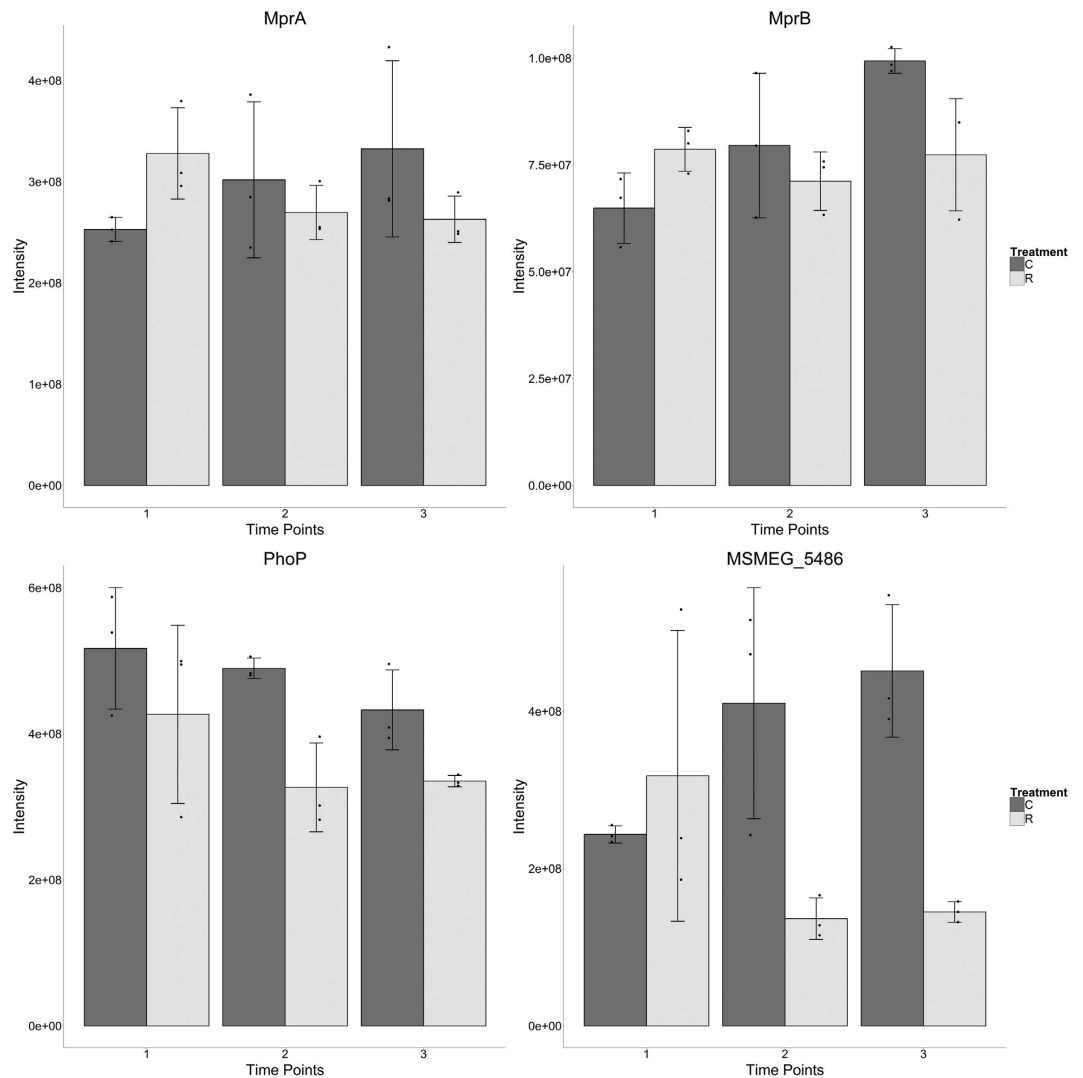 MprA
Intensity
4e+08
3e+08
2e+08
1e+08
0e+00
1 2 3
Time Points
MprB
Intensity
1.0e+08
7.5e+07
5.0e+07
2.5e+07
0.0e+00
1 2 3
Time Points
Treatment
C
R
PhoP
Intensity
6e+08
4e+08
2e+08
0e+00
1 2 3
Time Points
MSMEG_5486
Intensity
4e+08
2e+08
0e+00
1 2 3
Time Points
Treatment
C
R